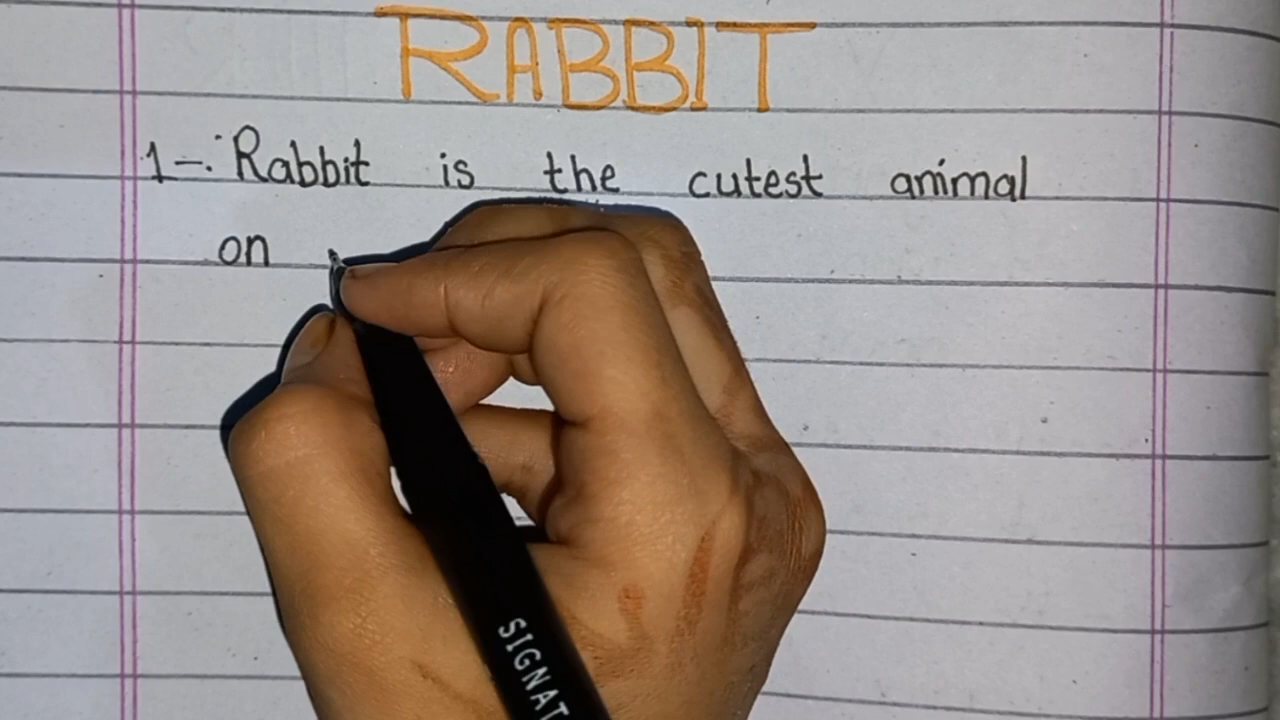 RABBIT
1-. Rabbit is the cutest animal
on
SIGNAT